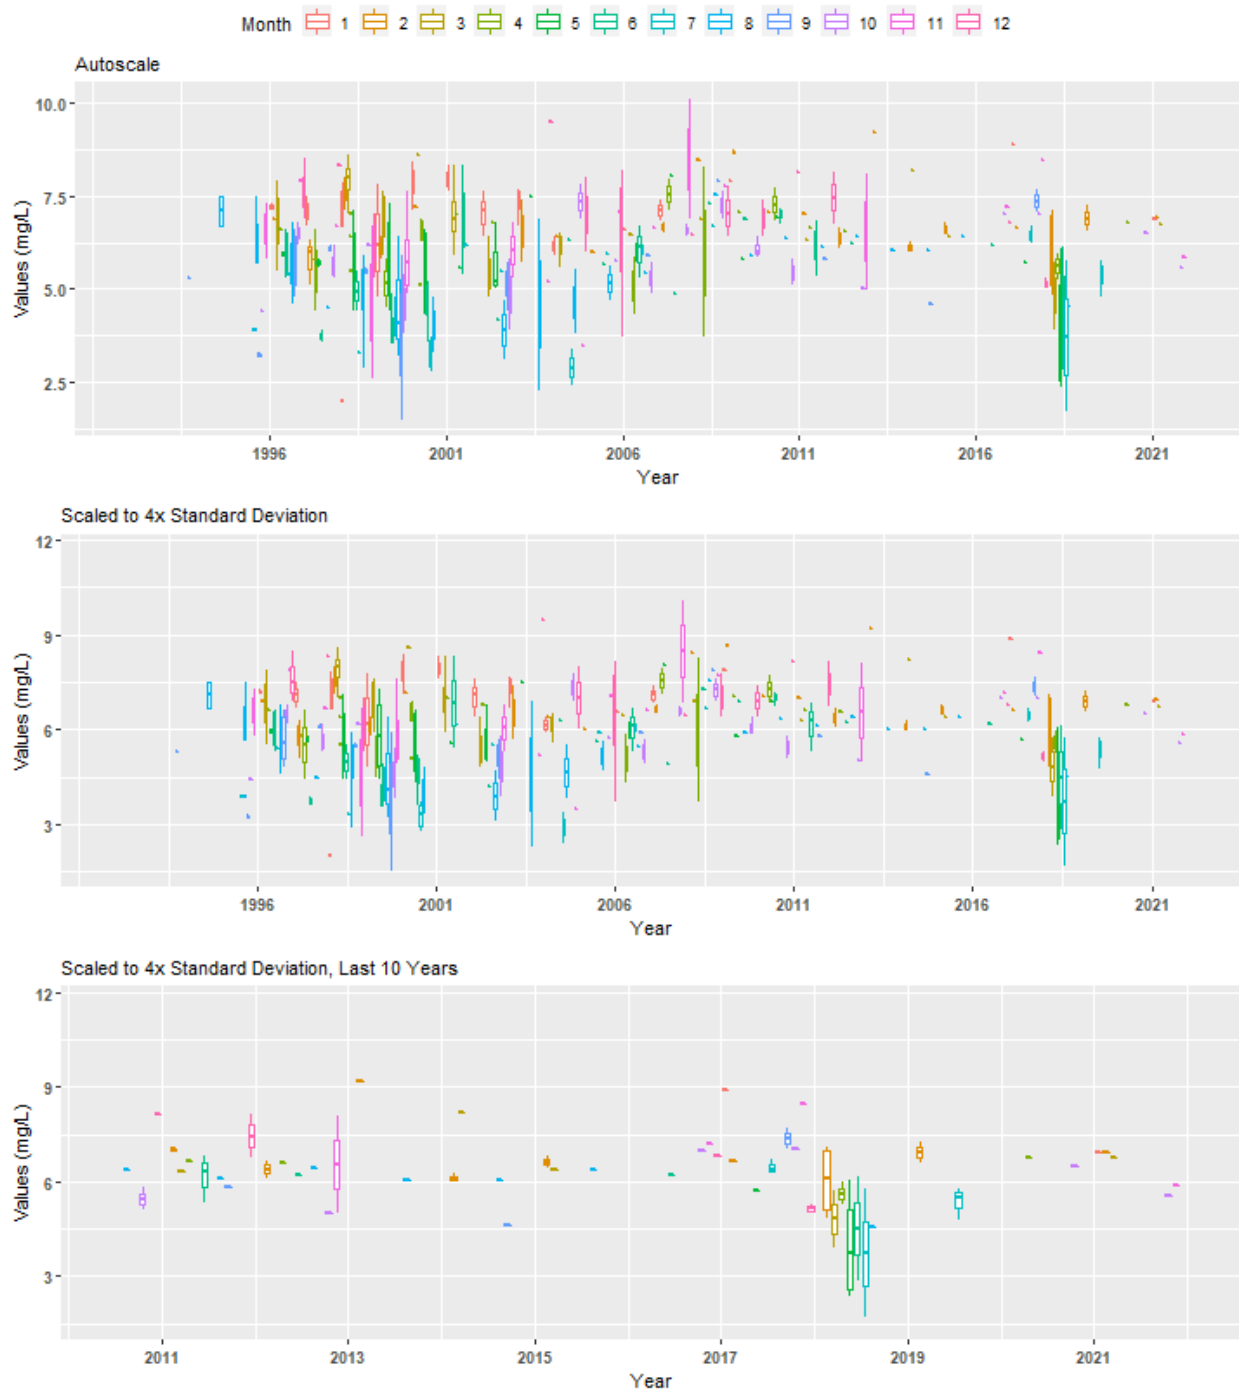 Month 1 2 3 4 5 6 7 8 9 10 11 12
Autoscale
10.0
7.5
5.0
2.5
Values (mg/L)
1996 2001 2006 2011 2016 2021
Year
Scaled to 4x Standard Deviation
12
9
6
3
Values (mg/L)
1996 2001 2006 2011 2016 2021
Year
Scaled to 4x Standard Deviation, Last 10 Years
12
9
6
3
Values (mg/L)
2011 2013 2015 2017 2019 2021
Year